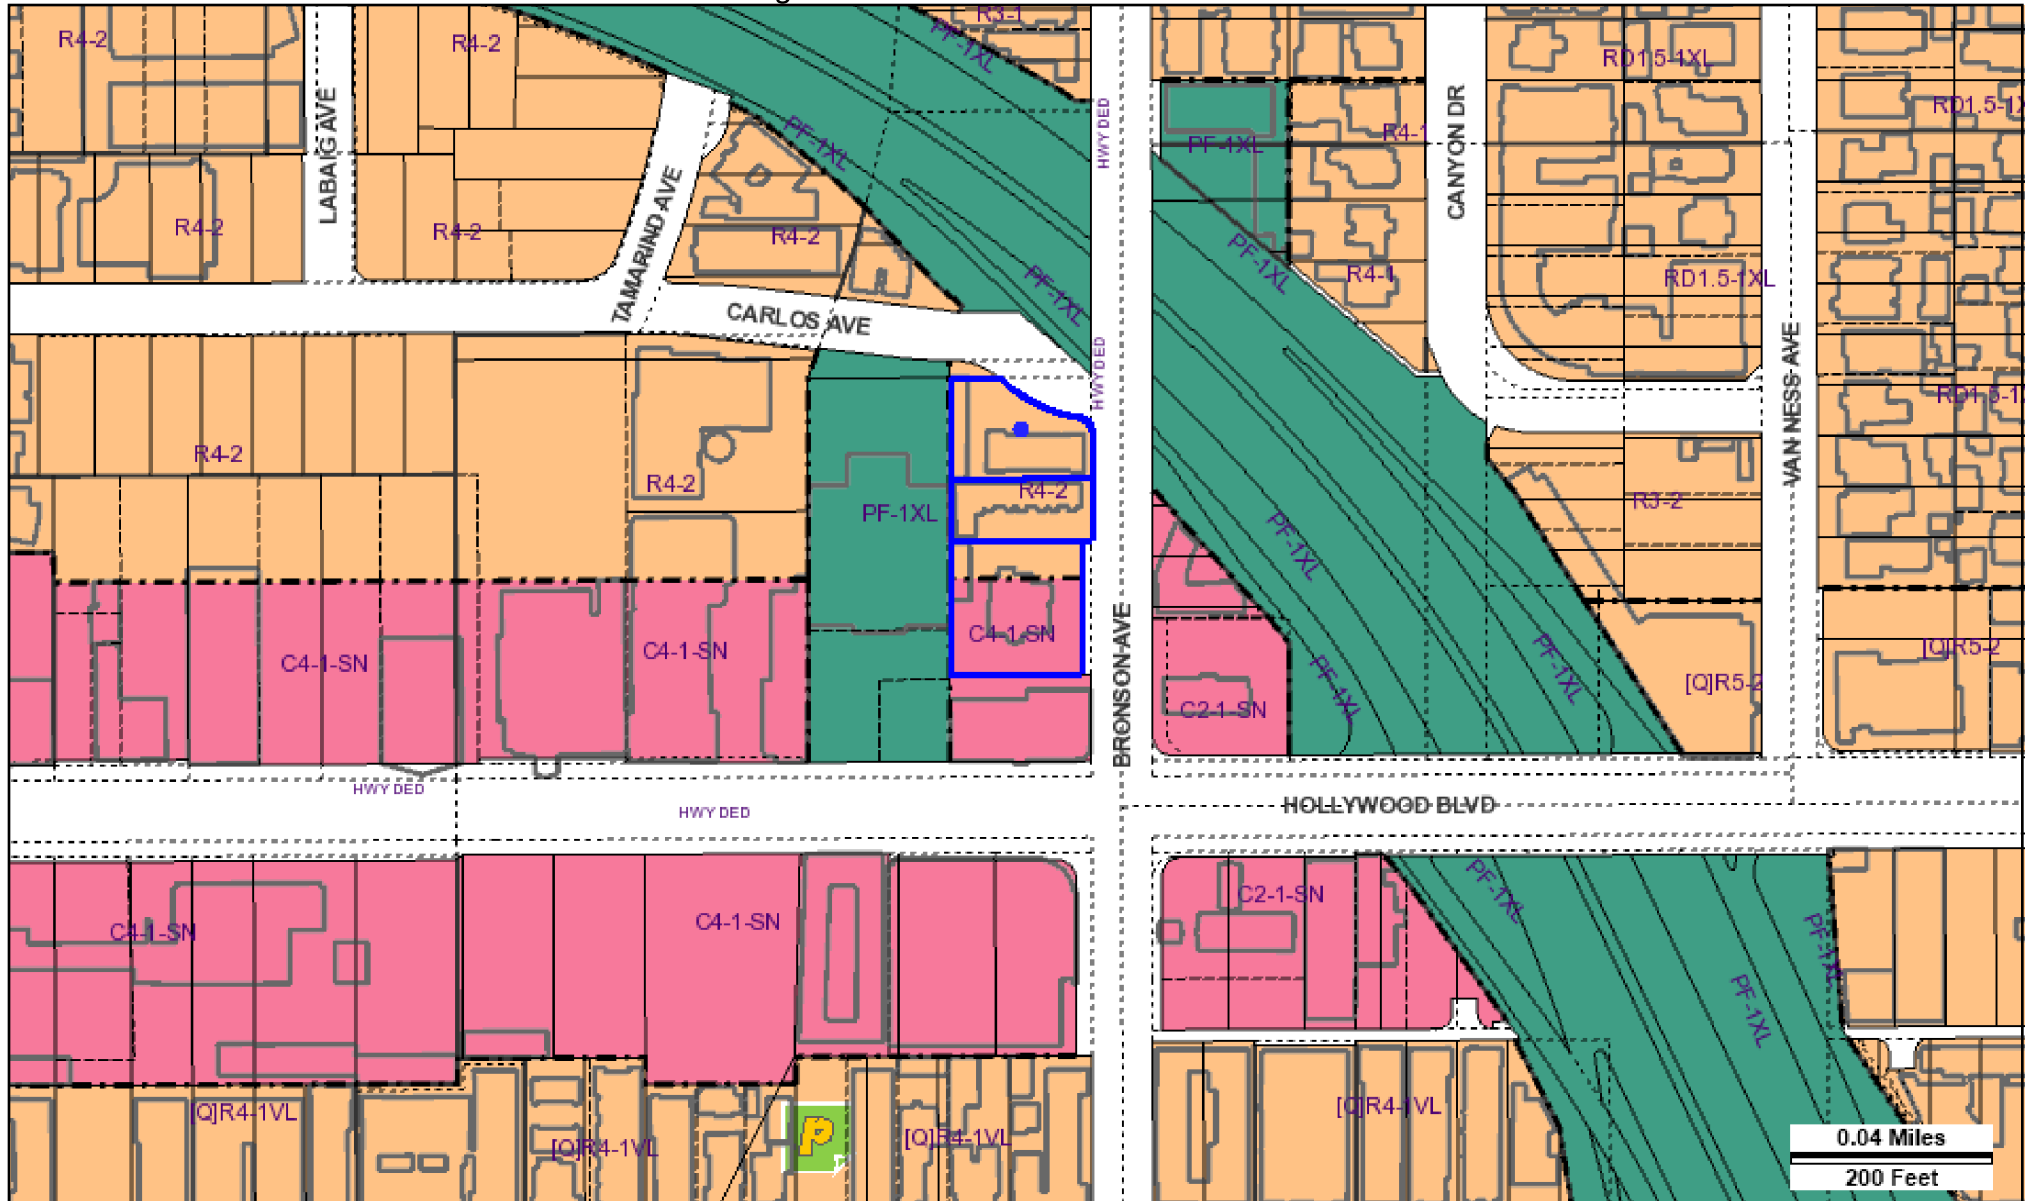 R4-2
R4-2
R3-1
PF-1XL
RD1.5-1XL
LABAIG AVE
HWY DED
CANYON DR
RD1.5-1X
R4-1
PF-1XL
PF-1XL
R4-2
R4-2
TAMARIND AVE
R4-2
PF-1XL
PF-1XL
R4-1
RD1.5-1XL
CARLOS AVE
HWY DED
VAN NESS AVE
RD1.5-1
R4-2
R4-2
R4-2
PF-1XL
PF-1XL
R3-2
C4-1-SN
C4-1-SN
C4-1-SN
BRONSON AVE
PF-1XL
PF-1XL
[Q]R5-2
[Q]R5-2
C2-1-SN
HWY DED
HWY DED
HOLLYWOOD BLVD
C4-1-SN
C4-1-SN
C2-1-SN
PF-1XL
PF-1XL
PF-1XL
[Q]R4-1VL
[Q]R4-1VL
[Q]R4-1VL
[Q]R4-1VL
P
0.04 Miles
200 Feet